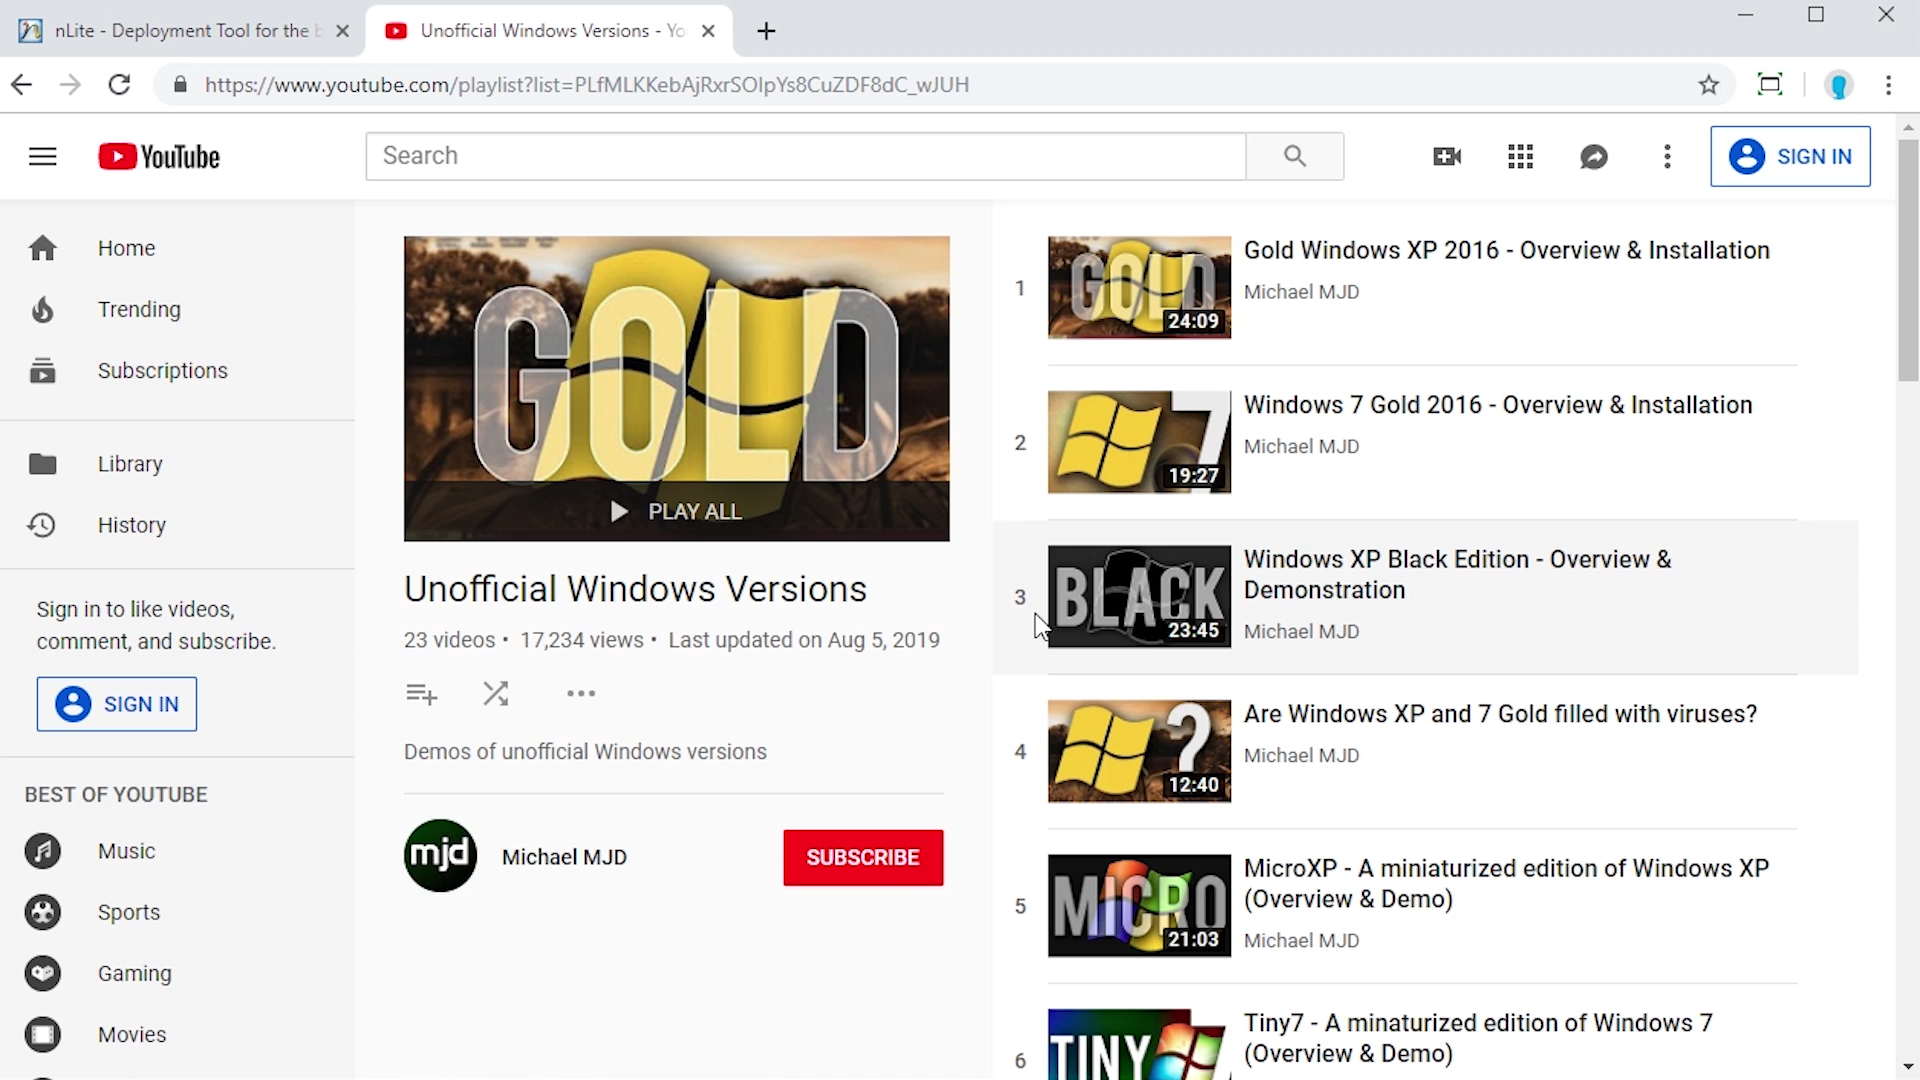 nLite - Deployment Tool for the b
Unofficial Windows Versions - Yo
https://www.youtube.com/playlist?list=PLfMLKKebAjRxrSOlpYs8CuZDF8dC_wJUH
YouTube
Search
SIGN IN
Home
Trending
Subscriptions
Library
History
Sign in to like videos,
comment, and subscribe.
SIGN IN
BEST OF YOUTUBE
Music
Sports
Gaming
Movies
GOLD
PLAY ALL
Unofficial Windows Versions
23 videos • 17,234 views • Last updated on Aug 5, 2019
Demos of unofficial Windows versions
mjd
Michael MJD
SUBSCRIBE
1
GOLD
24:09
Gold Windows XP 2016 - Overview & Installation
Michael MJD
2
7
19:27
Windows 7 Gold 2016 - Overview & Installation
Michael MJD
3
BLACK
23:45
Windows XP Black Edition - Overview &
Demonstration
Michael MJD
4
?
12:40
Are Windows XP and 7 Gold filled with viruses?
Michael MJD
5
MICRO
21:03
MicroXP - A miniaturized edition of Windows XP
(Overview & Demo)
Michael MJD
6
TINY
Tiny7 - A minaturized edition of Windows 7
(Overview & Demo)